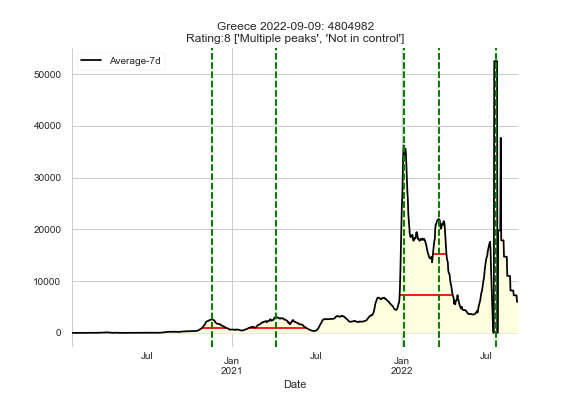 Greece 2022-09-09: 4804982
Rating:8 ['Multiple peaks', 'Not in control']
Average-7d
50000
40000
30000
20000
10000
0
Jul
Jan
2021
Jul
Jan
2022
Jul
Date